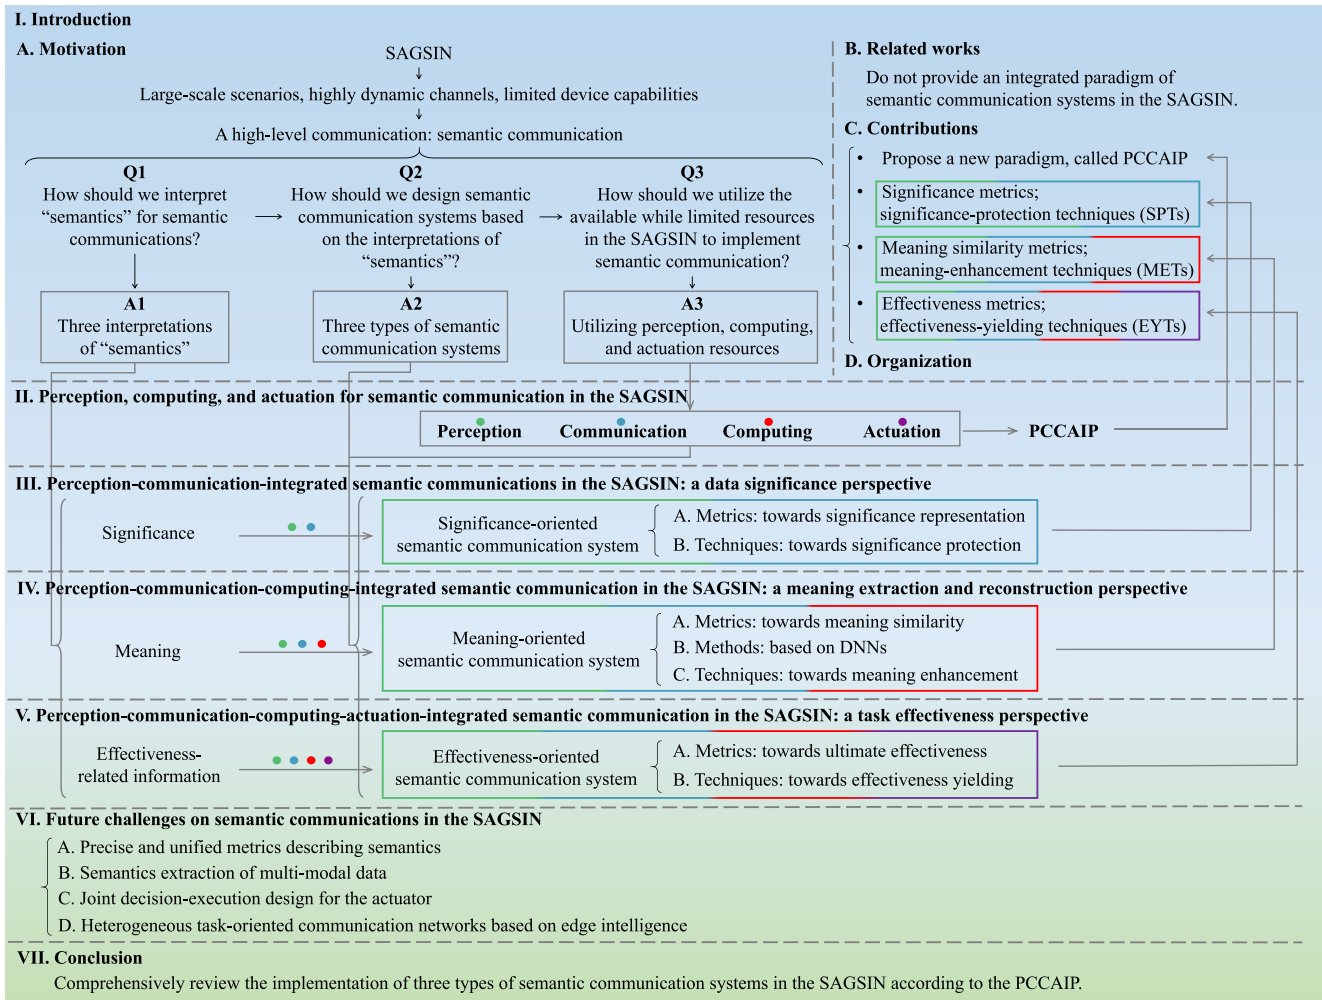 I. Introduction
A. Motivation
SAGSIN
Large-scale scenarios, highly dynamic channels, limited device capabilities
A high-level communication: semantic communication
Q1
How should we interpret
“semantics” for semantic
communications?
Q2
How should we design semantic
communication systems based
on the interpretations of
“semantics”?
Q3
How should we utilize the
available while limited resources
in the SAGSIN to implement
semantic communication?
A1
Three interpretations
of “semantics”
A2
Three types of semantic
communication systems
A3
Utilizing perception, computing,
and actuation resources
B. Related works
Do not provide an integrated paradigm of
semantic communication systems in the SAGSIN.
C. Contributions
• Propose a new paradigm, called PCCAIP
• Significance metrics;
significance-protection techniques (SPTs)
• Meaning similarity metrics;
meaning-enhancement techniques (METs)
• Effectiveness metrics;
effectiveness-yielding techniques (EYTs)
D. Organization
II. Perception, computing, and actuation for semantic communication in the SAGSIN
Perception Communication Computing Actuation
PCCAIP
III. Perception-communication-integrated semantic communications in the SAGSIN: a data significance perspective
Significance
Significance-oriented
semantic communication system
A. Metrics: towards significance representation
B. Techniques: towards significance protection
IV. Perception-communication-computing-integrated semantic communication in the SAGSIN: a meaning extraction and reconstruction perspective
Meaning
Meaning-oriented
semantic communication system
A. Metrics: towards meaning similarity
B. Methods: based on DNNs
C. Techniques: towards meaning enhancement
V. Perception-communication-computing-actuation-integrated semantic communication in the SAGSIN: a task effectiveness perspective
Effectiveness-
related information
Effectiveness-oriented
semantic communication system
A. Metrics: towards ultimate effectiveness
B. Techniques: towards effectiveness yielding
VI. Future challenges on semantic communications in the SAGSIN
A. Precise and unified metrics describing semantics
B. Semantics extraction of multi-modal data
C. Joint decision-execution design for the actuator
D. Heterogeneous task-oriented communication networks based on edge intelligence
VII. Conclusion
Comprehensively review the implementation of three types of semantic communication systems in the SAGSIN according to the PCCAIP.